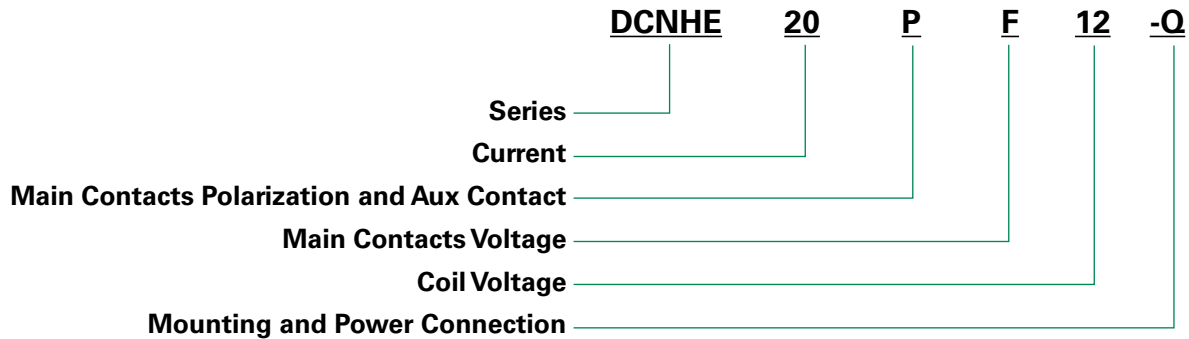 DCNHE 20 P F 12 -Q
Series
Current
Main Contacts Polarization and Aux Contact
Main Contacts Voltage
Coil Voltage
Mounting and Power Connection